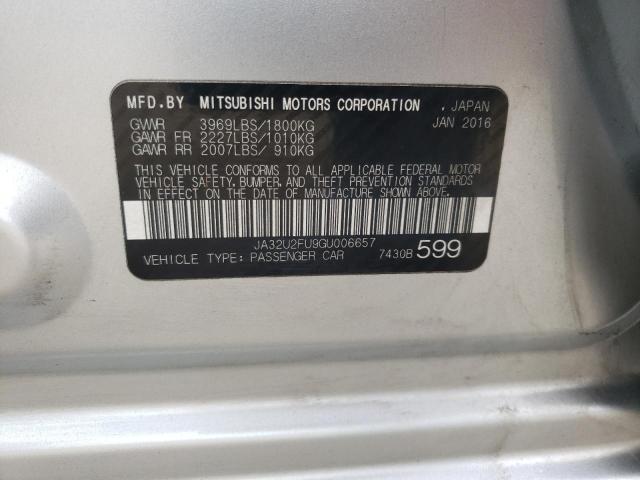 MFD.BY MITSUBISHI MOTORS CORPORATION , JAPAN
GVWR 3969LBS/1800KG JAN 2016
GAWR FR 2227LBS/1010KG
GAWR RR 2007LBS/ 910KG
THIS VEHICLE CONFORMS TO ALL APPLICABLE FEDERAL MOTOR
VEHICLE SAFETY, BUMPER, AND THEFT PREVENTION STANDARDS
IN EFFECT ON THE DATE OF MANUFACTURE SHOWN ABOVE.
JA32U2FU9GU006657
VEHICLE TYPE: PASSENGER CAR 7430B 599